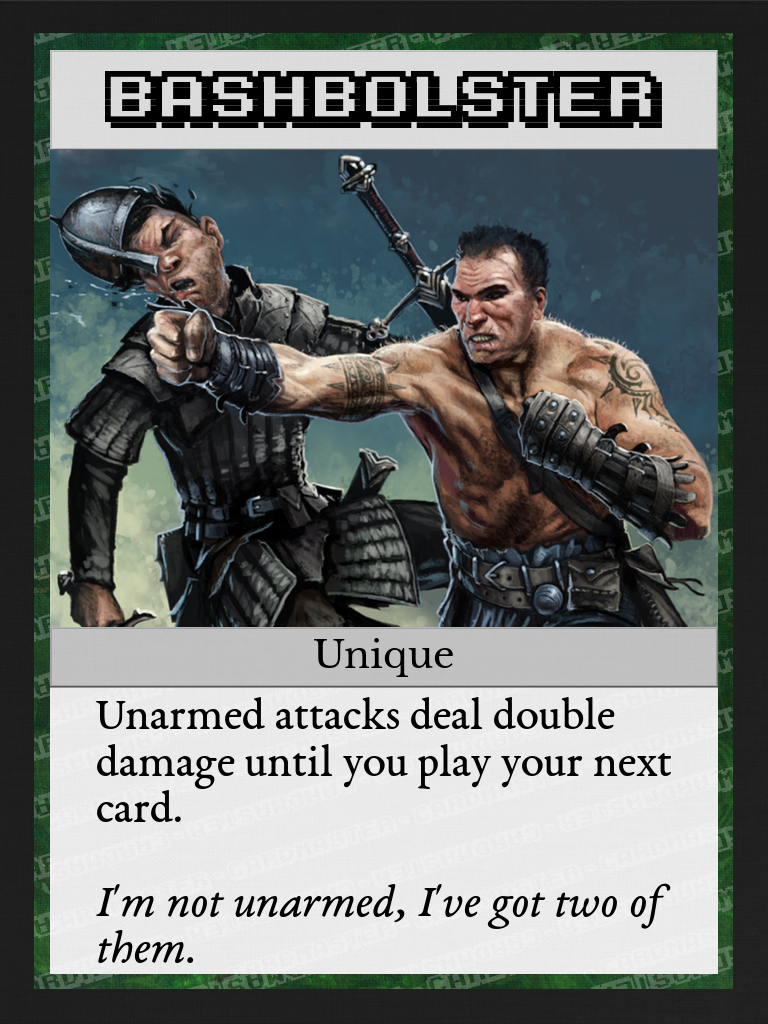 BASHBOLSTER
Unique
Unarmed attacks deal double
damage until you play your next
card.
I'm not unarmed, I've got two of
them.